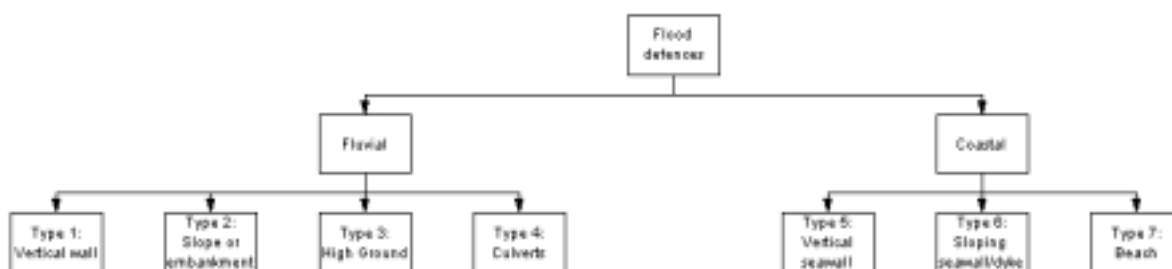 Flood
defences
Fluvial
Coastal
Type 1:
Vertical wall
Type 2:
Slope or
embankment
Type 3:
High Ground
Type 4:
Culverts
Type 5:
Vertical
seawall
Type 6:
Sloping
seawall/dyke
Type 7:
Beach